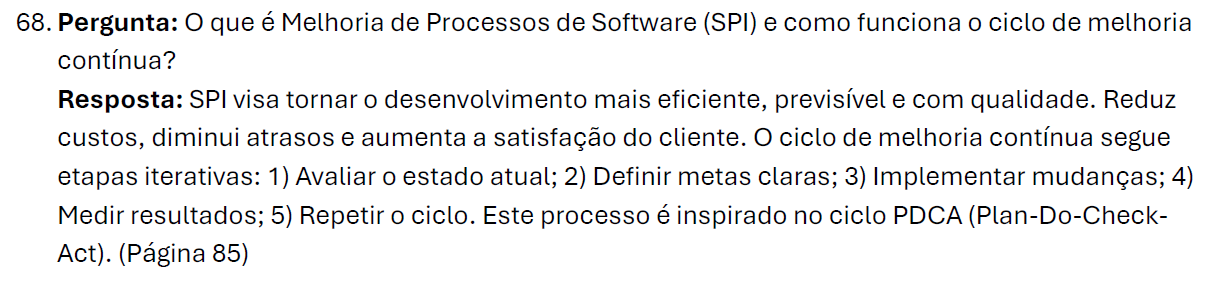 68. Pergunta: O que é Melhoria de Processos de Software (SPI) e como funciona o ciclo de melhoria
contínua?
Resposta: SPI visa tornar o desenvolvimento mais eficiente, previsível e com qualidade. Reduz
custos, diminui atrasos e aumenta a satisfação do cliente. O ciclo de melhoria contínua segue
etapas iterativas: 1) Avaliar o estado atual; 2) Definir metas claras; 3) Implementar mudanças; 4)
Medir resultados; 5) Repetir o ciclo. Este processo é inspirado no ciclo PDCA (Plan-Do-Check-
Act). (Página 85)